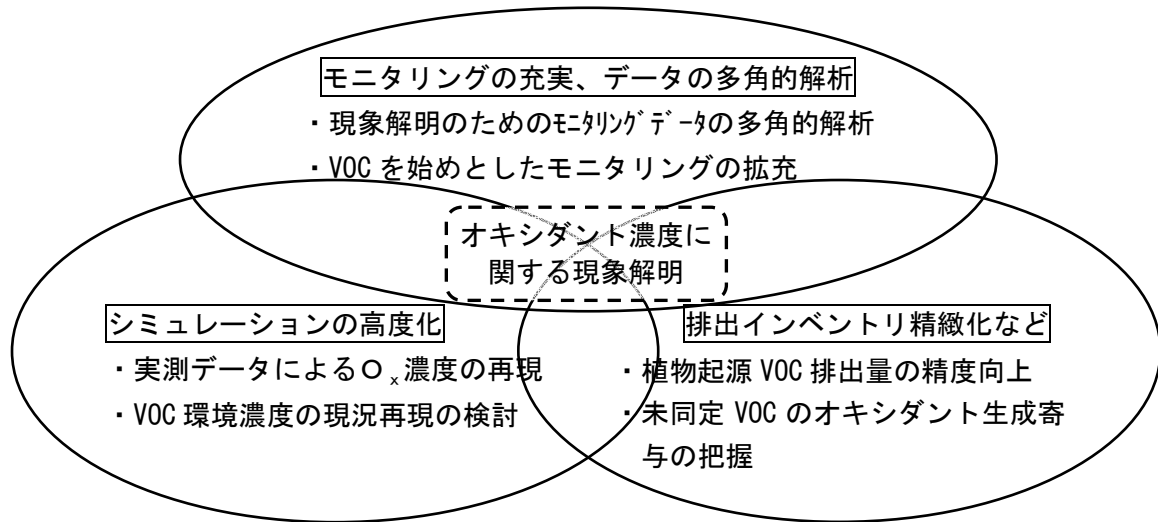 モニタリングの充実、データの多角的解析
・現象解明のためのﾓﾆﾀﾘﾝｸﾞﾃﾞｰﾀの多角的解析
・VOC を始めとしたモニタリングの拡充
オキシダント濃度に
関する現象解明
シミュレーションの高度化
・実測データによるＯｘ濃度の再現
・VOC 環境濃度の現況再現の検討
排出インベントリ精緻化など
・植物起源 VOC 排出量の精度向上
・未同定 VOC のオキシダント生成寄
与の把握